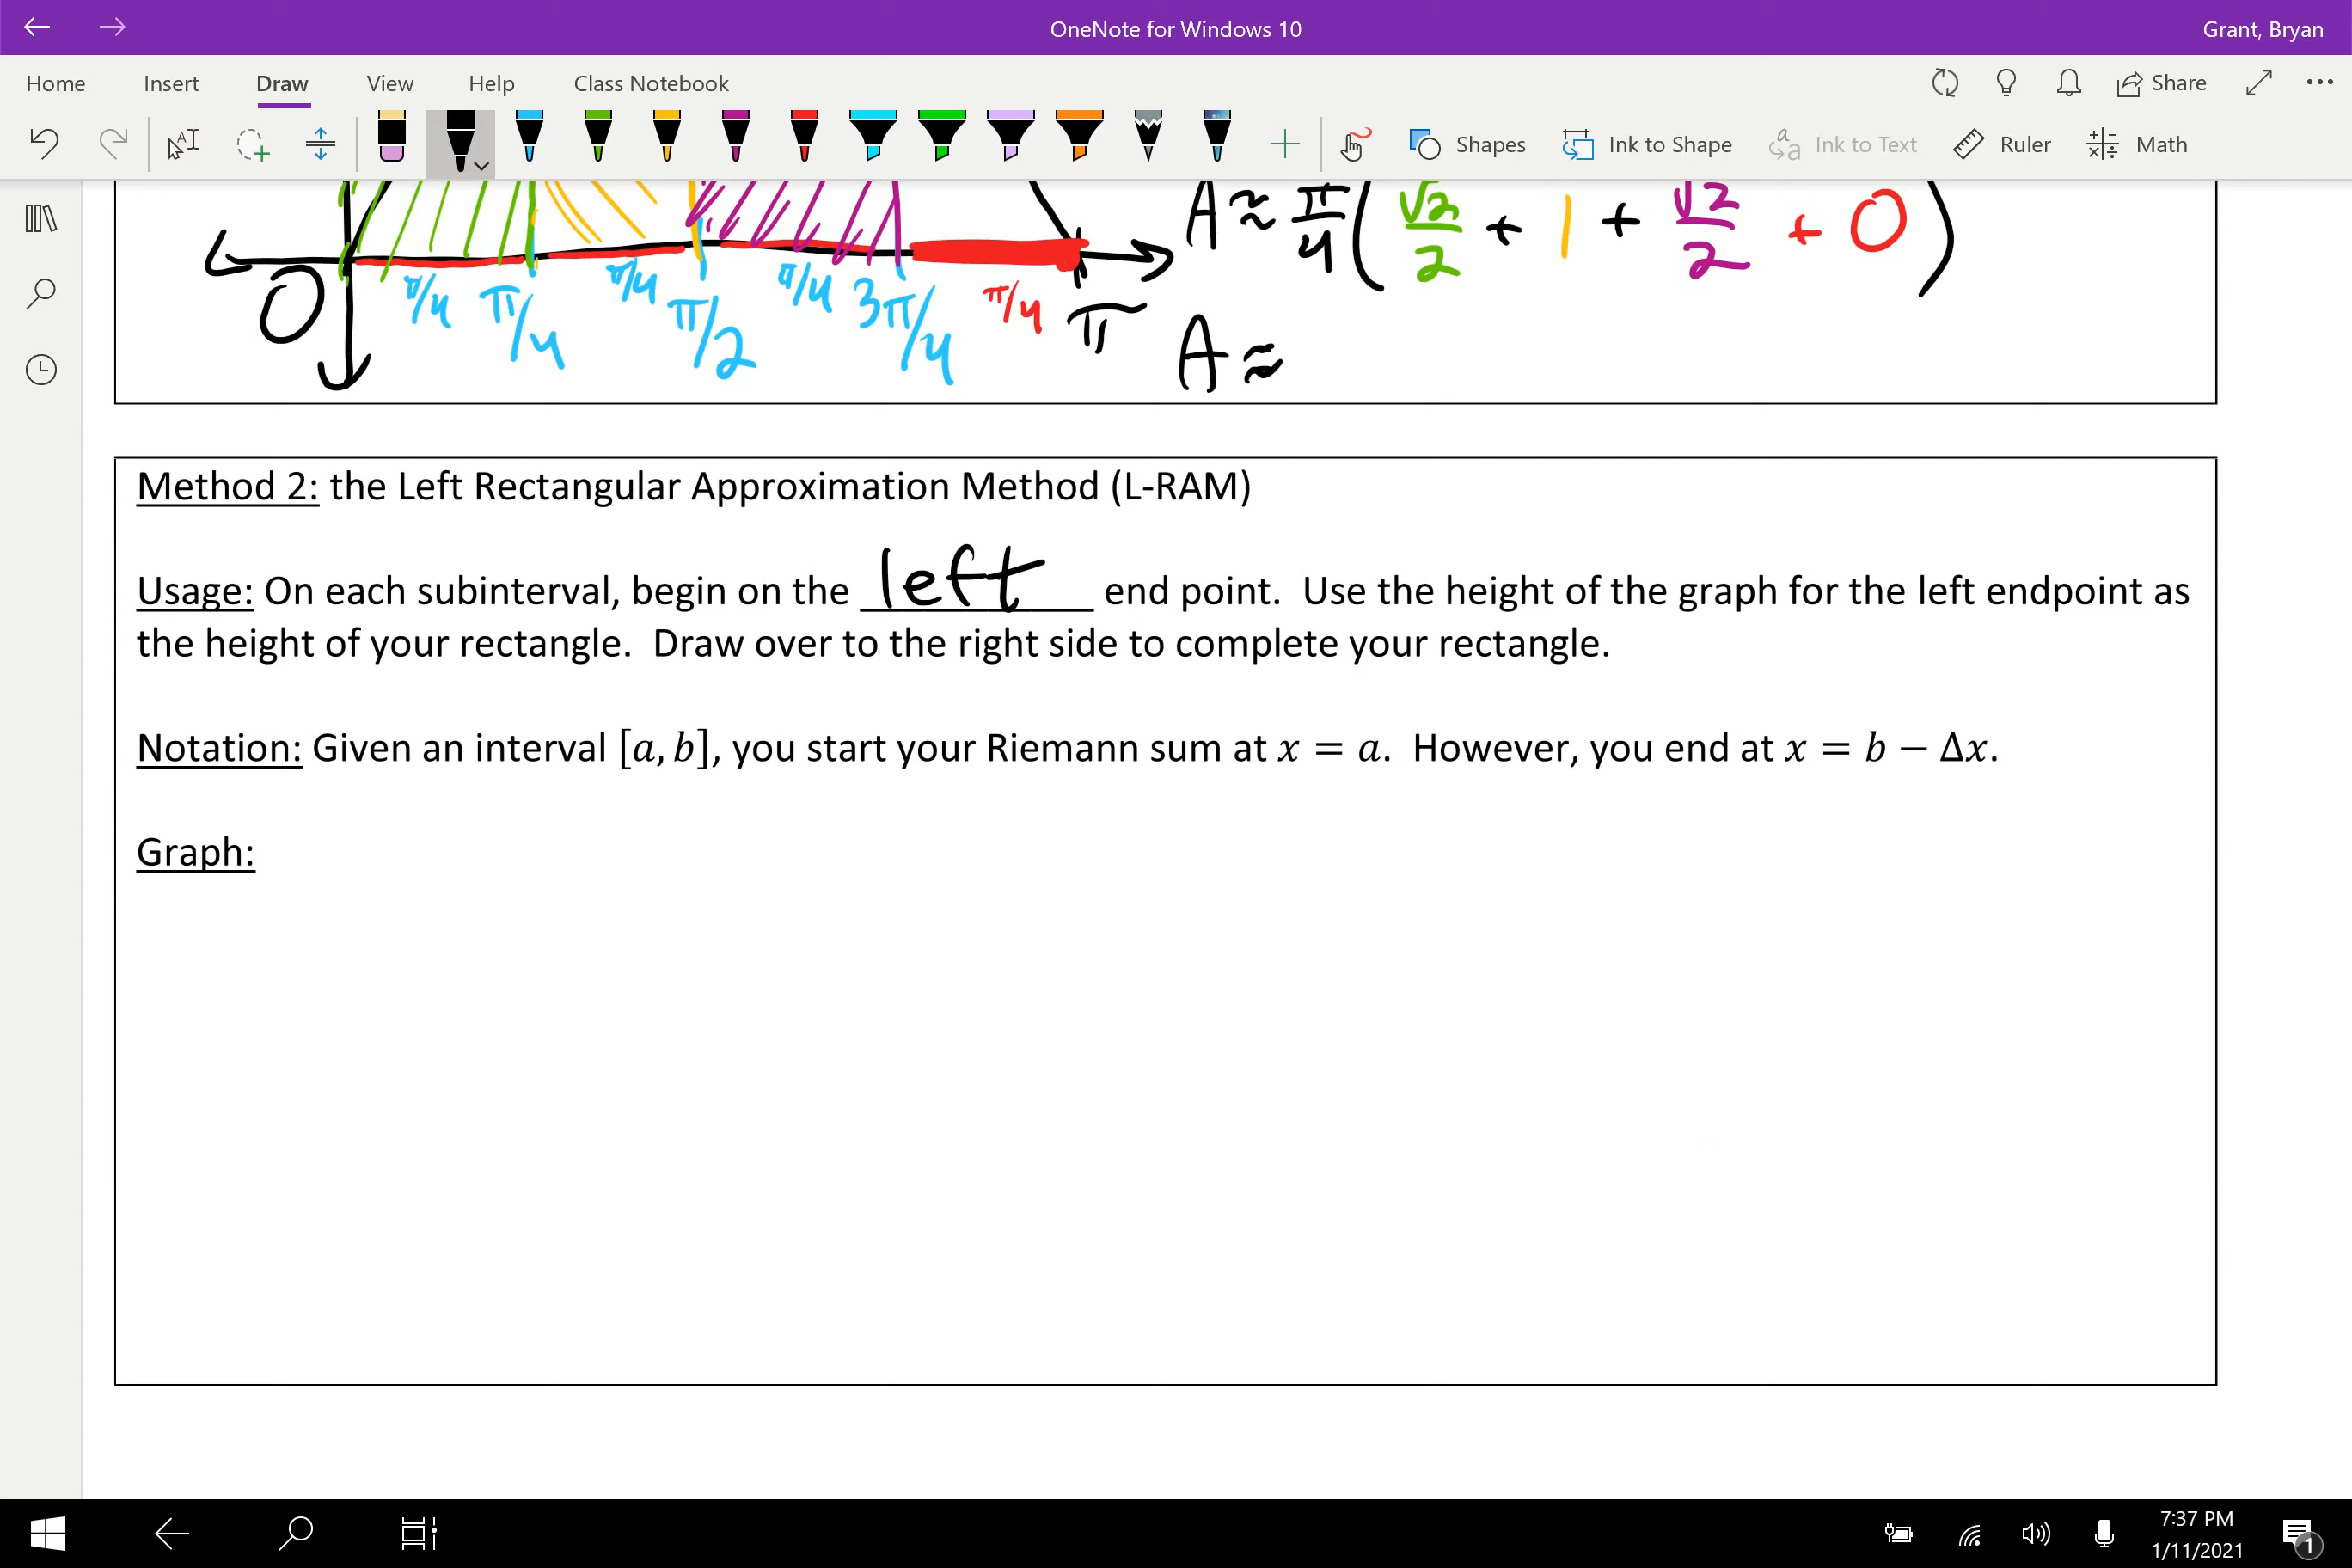 OneNote for Windows 10
Grant, Bryan
Home Insert Draw View Help Class Notebook Share
Shapes Ink to Shape Ink to Text Ruler Math
A ≈ π/4 ( √2/2 + 1 + √2/2 + 0 )
π/4 π/4 π/4 π/4
0 π/4 π/2 3π/4 π
A ≈
Method 2: the Left Rectangular Approximation Method (L-RAM)
Usage: On each subinterval, begin on the left end point. Use the height of the graph for the left endpoint as
the height of your rectangle. Draw over to the right side to complete your rectangle.
Notation: Given an interval [a, b], you start your Riemann sum at x = a. However, you end at x = b − Δx.
Graph:
7:37 PM
1/11/2021
1